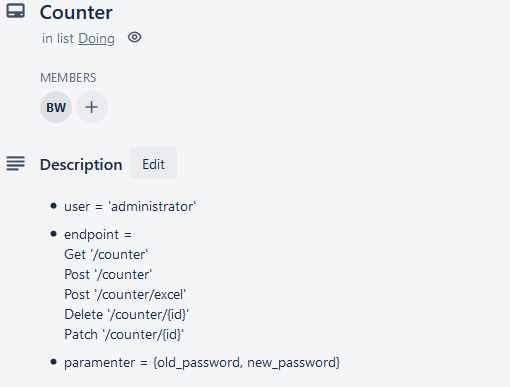 Counter
in list Doing
MEMBERS
BW
Description
Edit
user = 'administrator'
endpoint =
Get '/counter'
Post '/counter'
Post '/counter/excel'
Delete '/counter/{id}'
Patch '/counter/{id}'
paramenter = {old_password, new_password}